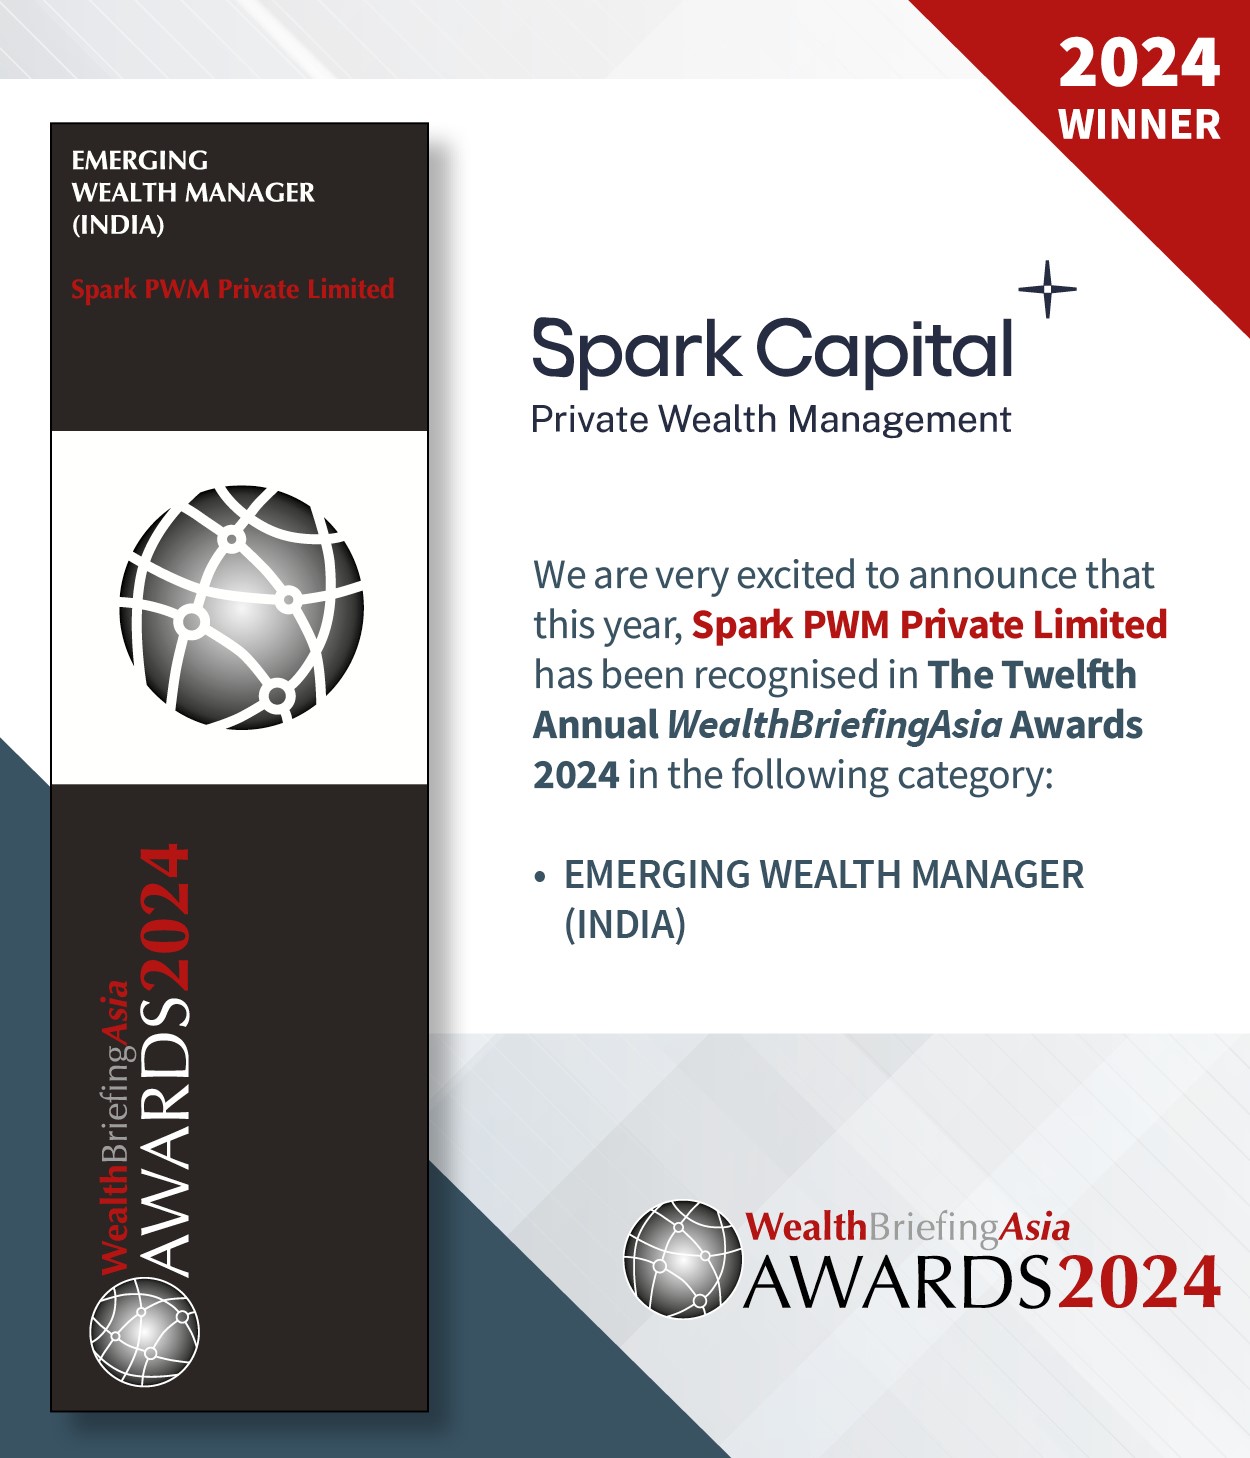 2024
WINNER
EMERGING
WEALTH MANAGER
(INDIA)
Spark PWM Private Limited
WealthBriefingAsia
AWARDS2024
Spark Capital
Private Wealth Management
We are very excited to announce that
this year, Spark PWM Private Limited
has been recognised in The Twelfth
Annual WealthBriefingAsia Awards
2024 in the following category:
• EMERGING WEALTH MANAGER
(INDIA)
WealthBriefingAsia
AWARDS2024